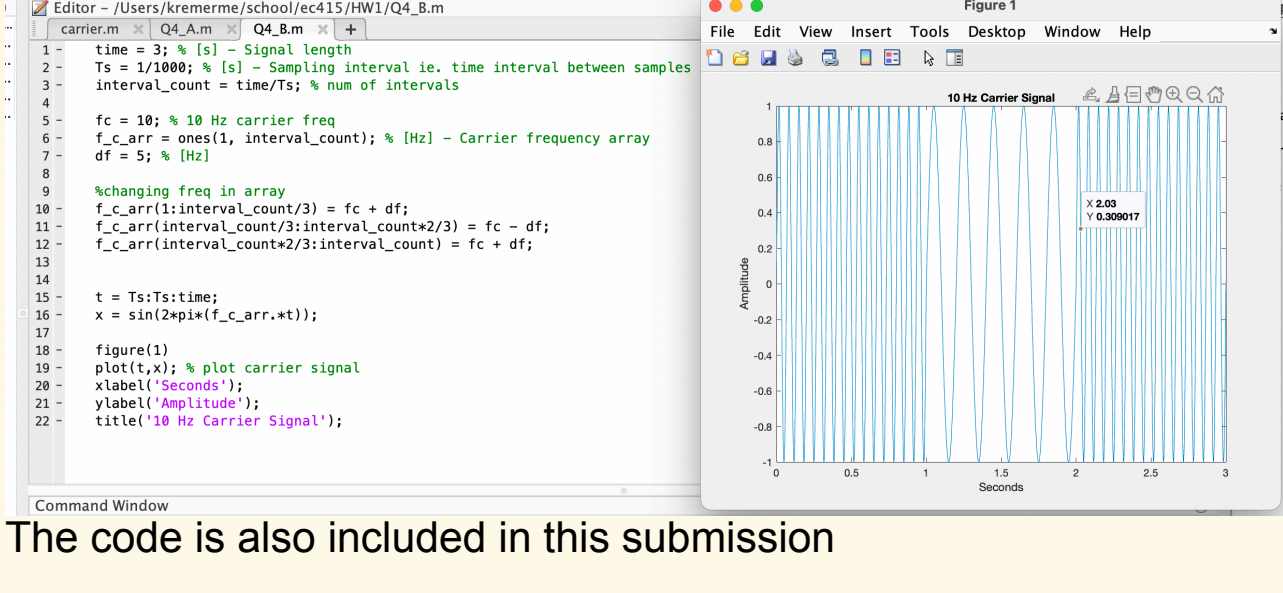 Editor – /Users/kremerme/school/ec415/HW1/Q4_B.m
carrier.m × Q4_A.m × Q4_B.m × +
1 – time = 3; % [s] – Signal length
2 – Ts = 1/1000; % [s] – Sampling interval ie. time interval between samples
3 – interval_count = time/Ts; % num of intervals
4
5 – fc = 10; % 10 Hz carrier freq
6 – f_c_arr = ones(1, interval_count); % [Hz] – Carrier frequency array
7 – df = 5; % [Hz]
8
9 %changing freq in array
10 – f_c_arr(1:interval_count/3) = fc + df;
11 – f_c_arr(interval_count/3:interval_count*2/3) = fc - df;
12 – f_c_arr(interval_count*2/3:interval_count) = fc + df;
13
14
15 – t = Ts:Ts:time;
16 – x = sin(2*pi*(f_c_arr.*t));
17
18 – figure(1)
19 – plot(t,x); % plot carrier signal
20 – xlabel('Seconds');
21 – ylabel('Amplitude');
22 – title('10 Hz Carrier Signal');
Command Window
Figure 1
File Edit View Insert Tools Desktop Window Help
10 Hz Carrier Signal
1
0.8
0.6
0.4
0.2
0
-0.2
-0.4
-0.6
-0.8
-1
Amplitude
X 2.03
Y 0.309017
0 0.5 1 1.5 2 2.5 3
Seconds
The code is also included in this submission